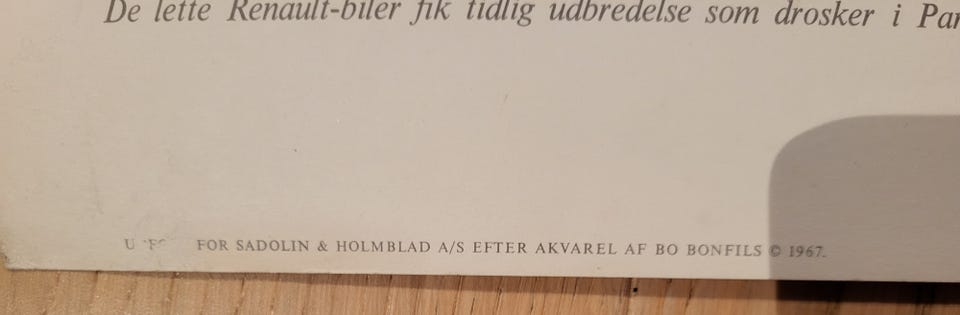 De lette Renault-biler fik tidlig udbredelse som drosker i Par
FOR SADOLIN & HOLMBLAD A/S EFTER AKVAREL AF BO BONFILS © 1967.